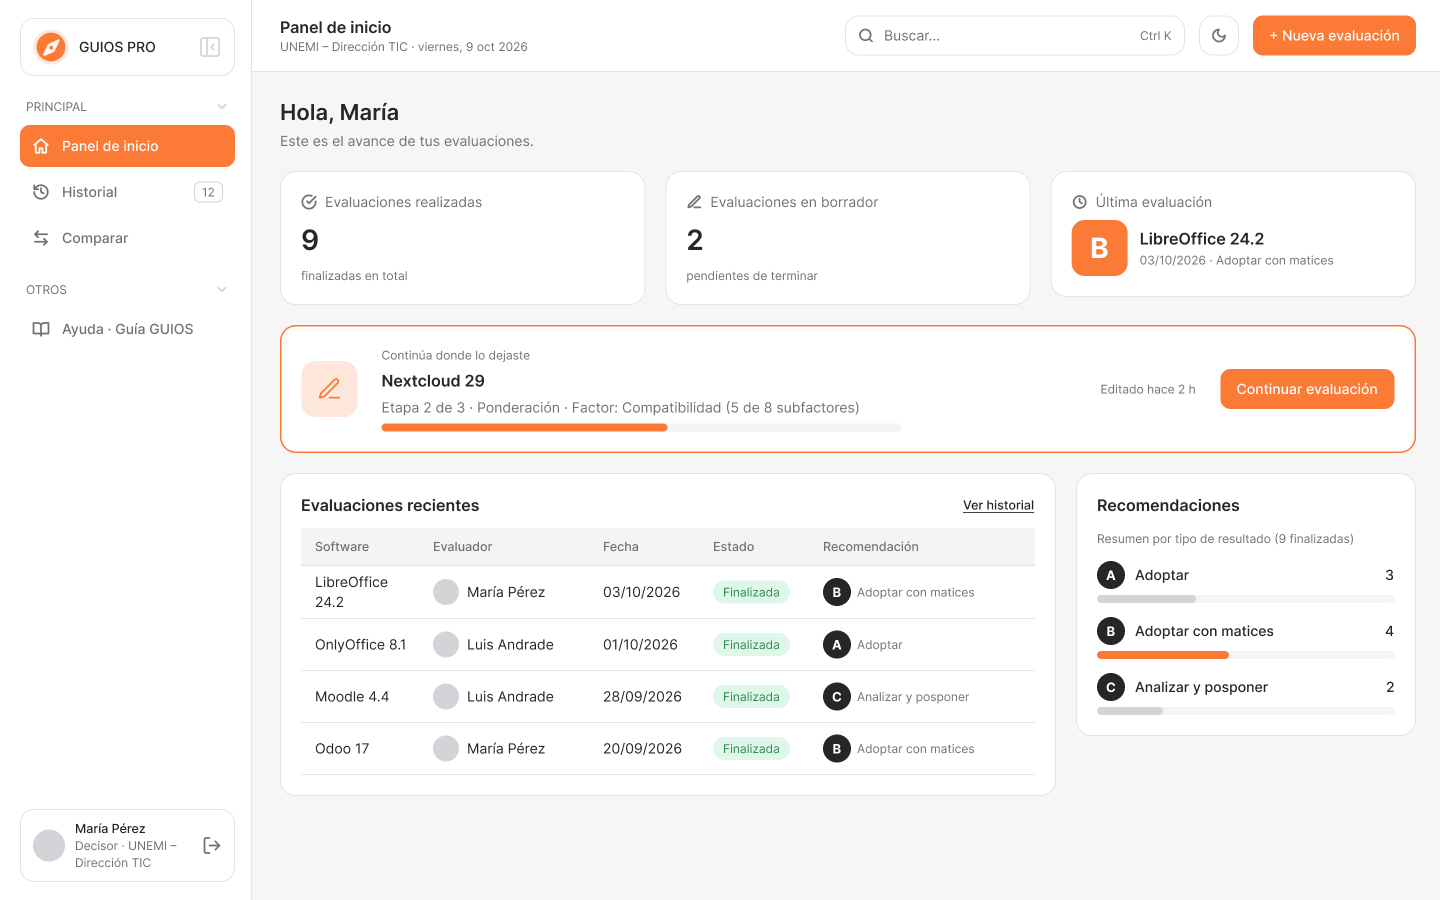 GUIOS PRO
PRINCIPAL
Panel de inicio
Historial 12
Comparar
OTROS
Ayuda · Guía GUIOS
María Pérez
Decisor · UNEMI –
Dirección TIC
Panel de inicio
UNEMI – Dirección TIC · viernes, 9 oct 2026
Buscar... Ctrl K
+ Nueva evaluación
Hola, María
Este es el avance de tus evaluaciones.
Evaluaciones realizadas
9
finalizadas en total
Evaluaciones en borrador
2
pendientes de terminar
Última evaluación
B
LibreOffice 24.2
03/10/2026 · Adoptar con matices
Continúa donde lo dejaste
Nextcloud 29
Etapa 2 de 3 · Ponderación · Factor: Compatibilidad (5 de 8 subfactores)
Editado hace 2 h
Continuar evaluación
Evaluaciones recientes
Ver historial
Software Evaluador Fecha Estado Recomendación
LibreOffice
24.2
María Pérez 03/10/2026 Finalizada B Adoptar con matices
OnlyOffice 8.1 Luis Andrade 01/10/2026 Finalizada A Adoptar
Moodle 4.4 Luis Andrade 28/09/2026 Finalizada C Analizar y posponer
Odoo 17 María Pérez 20/09/2026 Finalizada B Adoptar con matices
Recomendaciones
Resumen por tipo de resultado (9 finalizadas)
A Adoptar 3
B Adoptar con matices 4
C Analizar y posponer 2